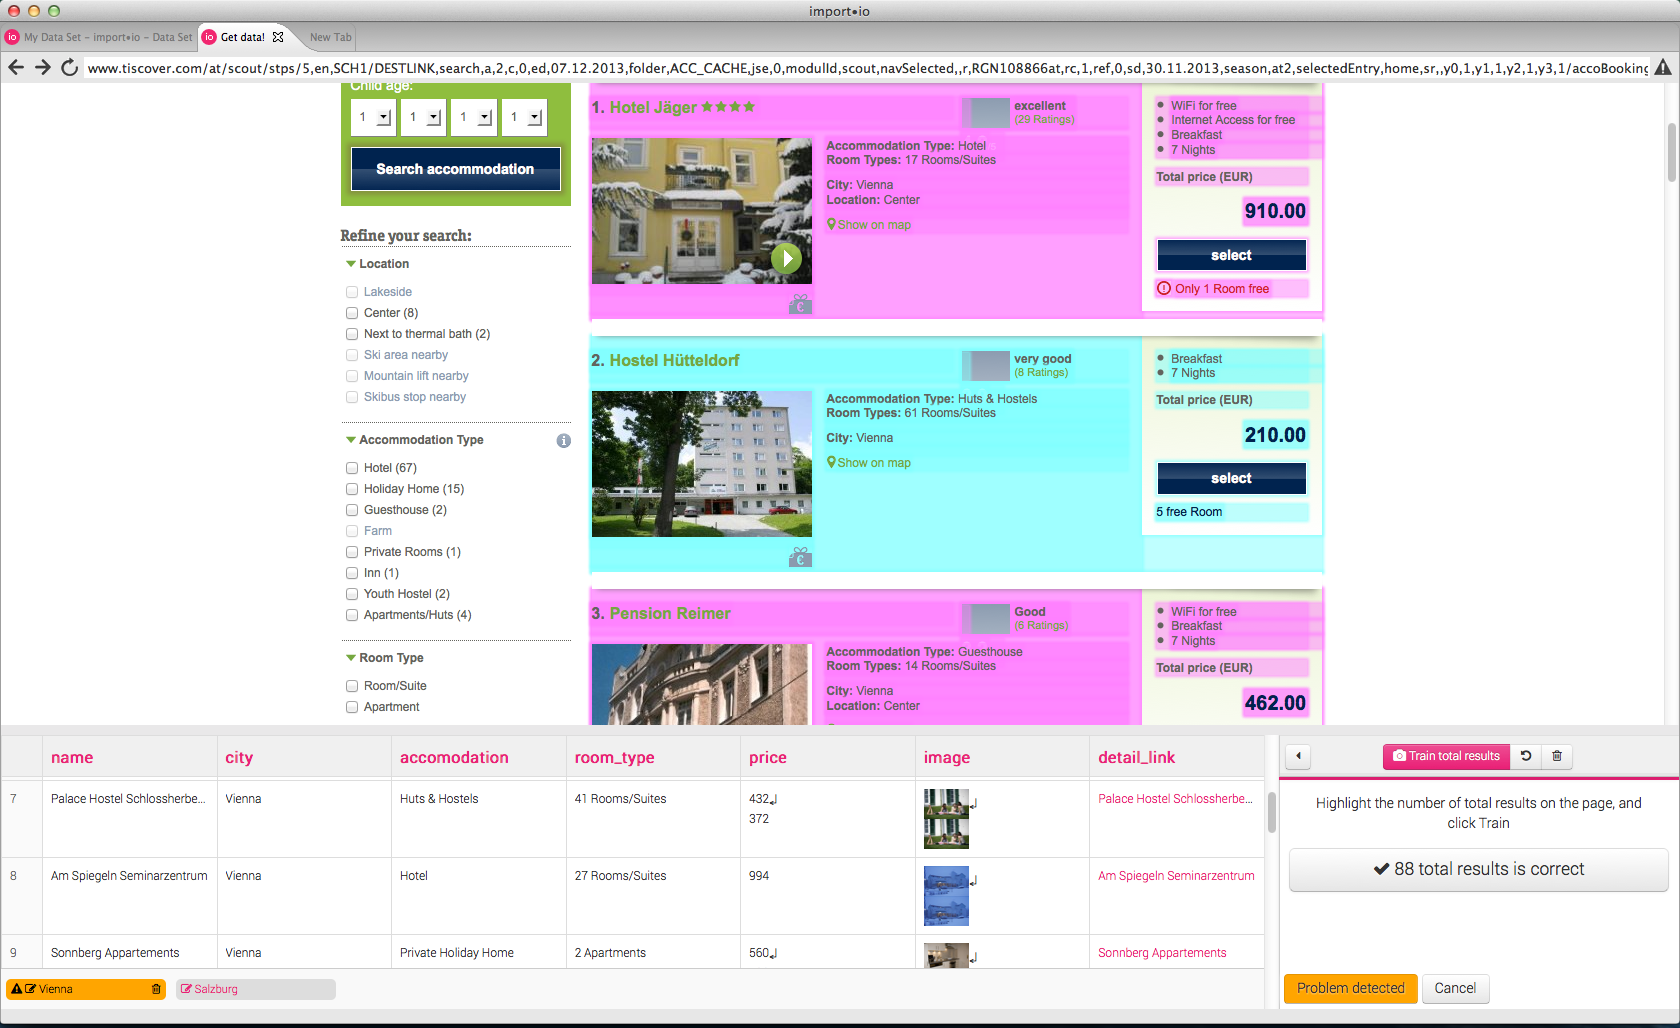 import•io
io My Data Set – import•io – Data Set
io Get data!
New Tab
www.tiscover.com/at/scout/stps/5,en,SCH1/DESTLINK,search,a,2,c,0,ed,07.12.2013,folder,ACC_CACHE,jse,0,modulId,scout,navSelected,,r,RGN108866at,rc,1,ref,0,sd,30.11.2013,season,at2,selectedEntry,home,sr,,y0,1,y1,1,y2,1,y3,1/accoBooking
Child age:
1 1 1 1
Search accommodation
Refine your search:
Location
Lakeside
Center (8)
Next to thermal bath (2)
Ski area nearby
Mountain lift nearby
Skibus stop nearby
Accommodation Type
Hotel (67)
Holiday Home (15)
Guesthouse (2)
Farm
Private Rooms (1)
Inn (1)
Youth Hostel (2)
Apartments/Huts (4)
Room Type
Room/Suite
Apartment
1. Hotel Jäger
excellent
(29 Ratings)
Accommodation Type: Hotel
Room Types: 17 Rooms/Suites
City: Vienna
Location: Center
Show on map
WiFi for free
Internet Access for free
Breakfast
7 Nights
Total price (EUR)
910.00
select
Only 1 Room free
2. Hostel Hütteldorf
very good
(8 Ratings)
Accommodation Type: Huts & Hostels
Room Types: 61 Rooms/Suites
City: Vienna
Show on map
Breakfast
7 Nights
Total price (EUR)
210.00
select
5 free Room
3. Pension Reimer
Good
(6 Ratings)
Accommodation Type: Guesthouse
Room Types: 14 Rooms/Suites
City: Vienna
Location: Center
WiFi for free
Breakfast
7 Nights
Total price (EUR)
462.00
name city accomodation room_type price image detail_link
7 Palace Hostel Schlossherbe... Vienna Huts & Hostels 41 Rooms/Suites 432 Palace Hostel Schlossherbe...
372
8 Am Spiegeln Seminarzentrum Vienna Hotel 27 Rooms/Suites 994 Am Spiegeln Seminarzentrum
9 Sonnberg Appartements Vienna Private Holiday Home 2 Apartments 560 Sonnberg Appartements
Vienna
Salzburg
Train total results
Highlight the number of total results on the page, and
click Train
88 total results is correct
Problem detected
Cancel